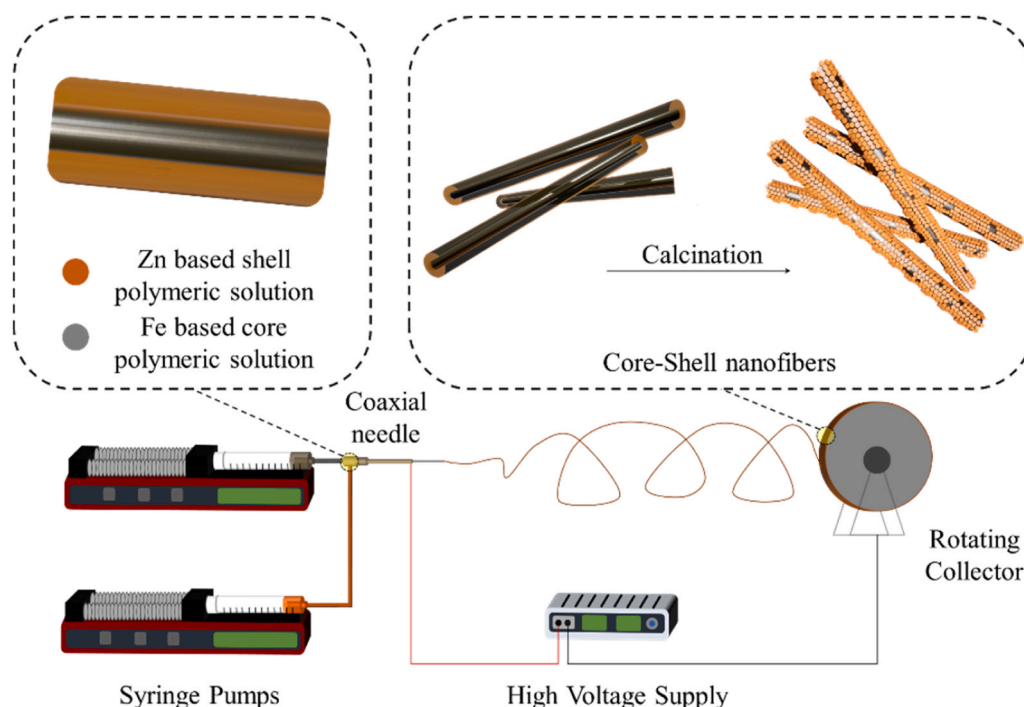 Zn based shell
polymeric solution
Fe based core
polymeric solution
Calcination
Core-Shell nanofibers
Coaxial
needle
Rotating
Collector
Syringe Pumps
High Voltage Supply